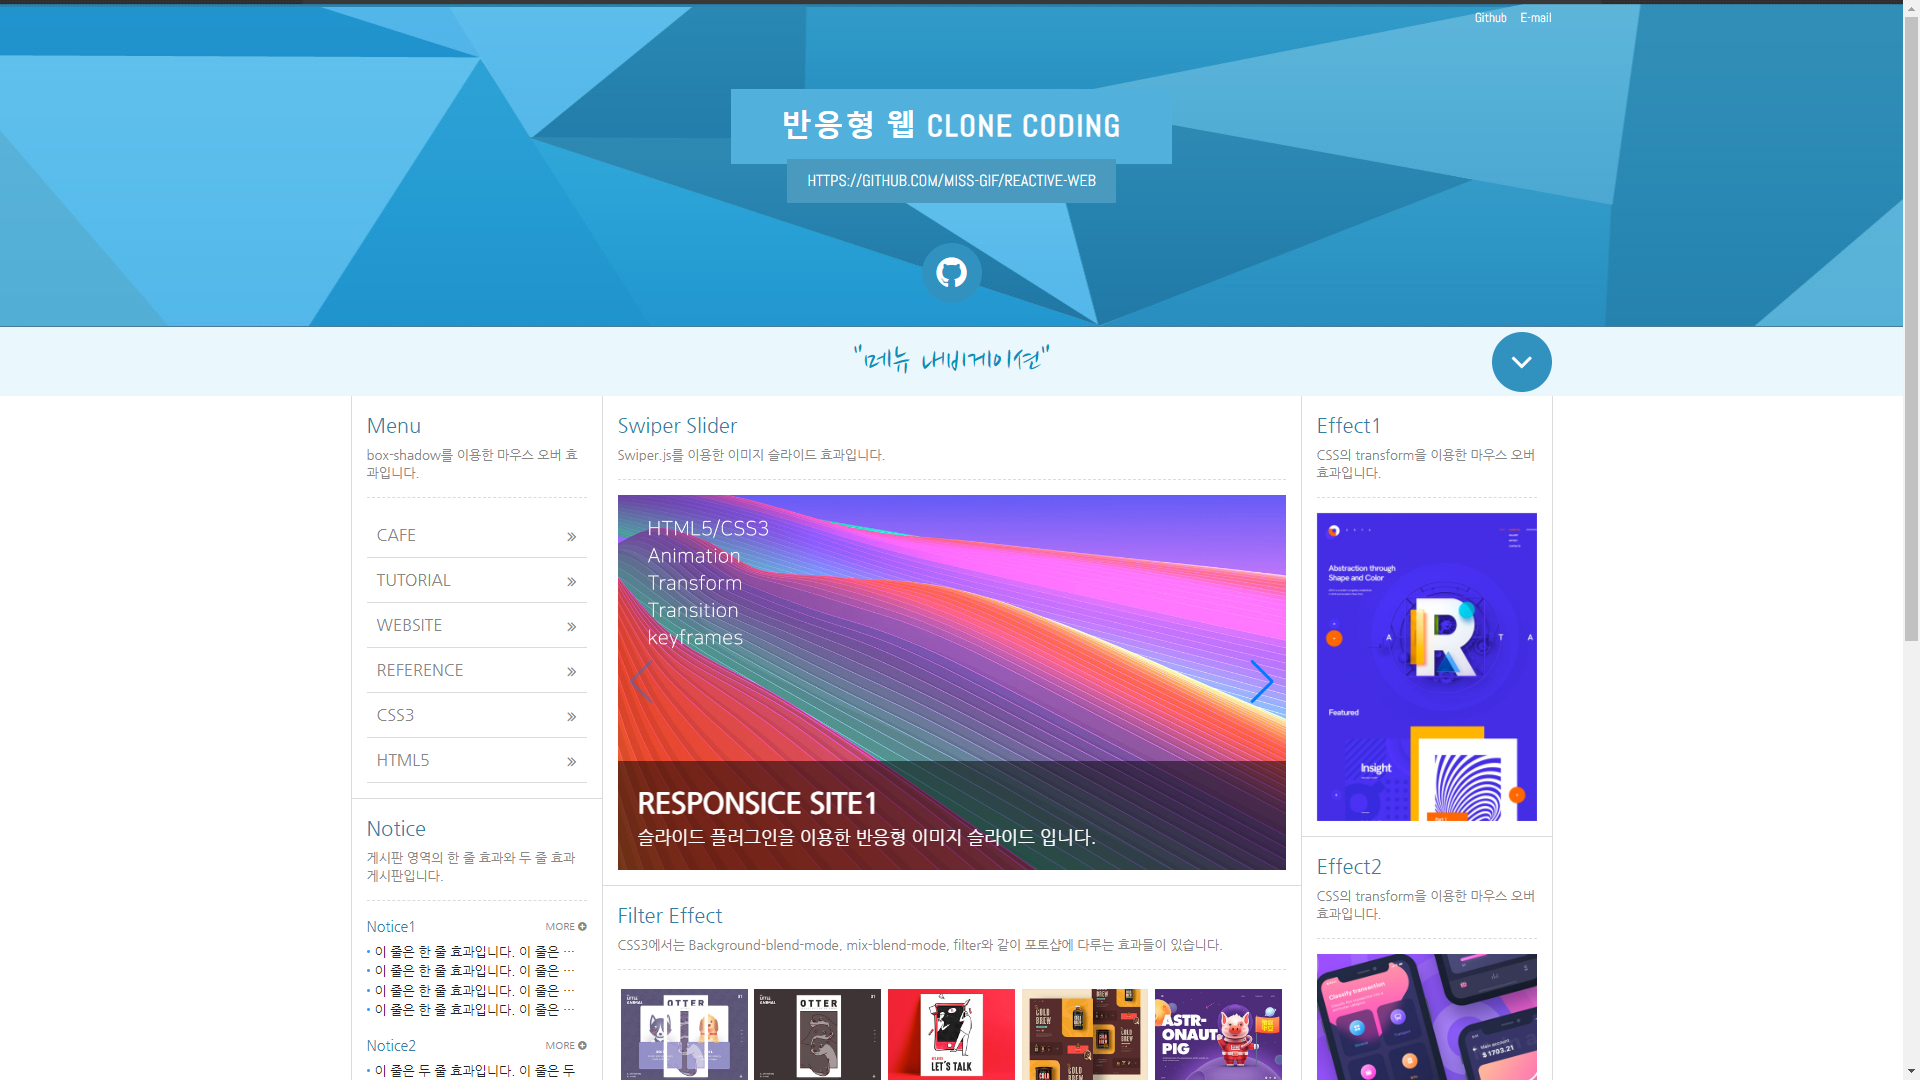 Github E-mail
반응형 웹 CLONE CODING
HTTPS://GITHUB.COM/MISS-GIF/REACTIVE-WEB
"메뉴 내비게이션"
Menu
box-shadow를 이용한 마우스 오버 효
과입니다.
CAFE
TUTORIAL
WEBSITE
REFERENCE
CSS3
HTML5
Notice
게시판 영역의 한 줄 효과와 두 줄 효과
게시판입니다.
Notice1 MORE
이 줄은 한 줄 효과입니다. 이 줄은 …
이 줄은 한 줄 효과입니다. 이 줄은 …
이 줄은 한 줄 효과입니다. 이 줄은 …
이 줄은 한 줄 효과입니다. 이 줄은 …
Notice2 MORE
이 줄은 두 줄 효과입니다. 이 줄은 두
Swiper Slider
Swiper.js를 이용한 이미지 슬라이드 효과입니다.
HTML5/CSS3
Animation
Transform
Transition
keyframes
RESPONSICE SITE1
슬라이드 플러그인을 이용한 반응형 이미지 슬라이드 입니다.
Filter Effect
CSS3에서는 Background-blend-mode, mix-blend-mode, filter와 같이 포토샵에 다루는 효과들이 있습니다.
OTTER
OTTER
LET'S TALK
COLD
BREW
COLD
BREW
ASTR-
ONAUT
PIG
Effect1
CSS의 transform을 이용한 마우스 오버
효과입니다.
Abstraction through
Shape and Color
A R T A
Featured
Insight
Effect2
CSS의 transform을 이용한 마우스 오버
효과입니다.
Classify transaction
Main account
$ 1703.21